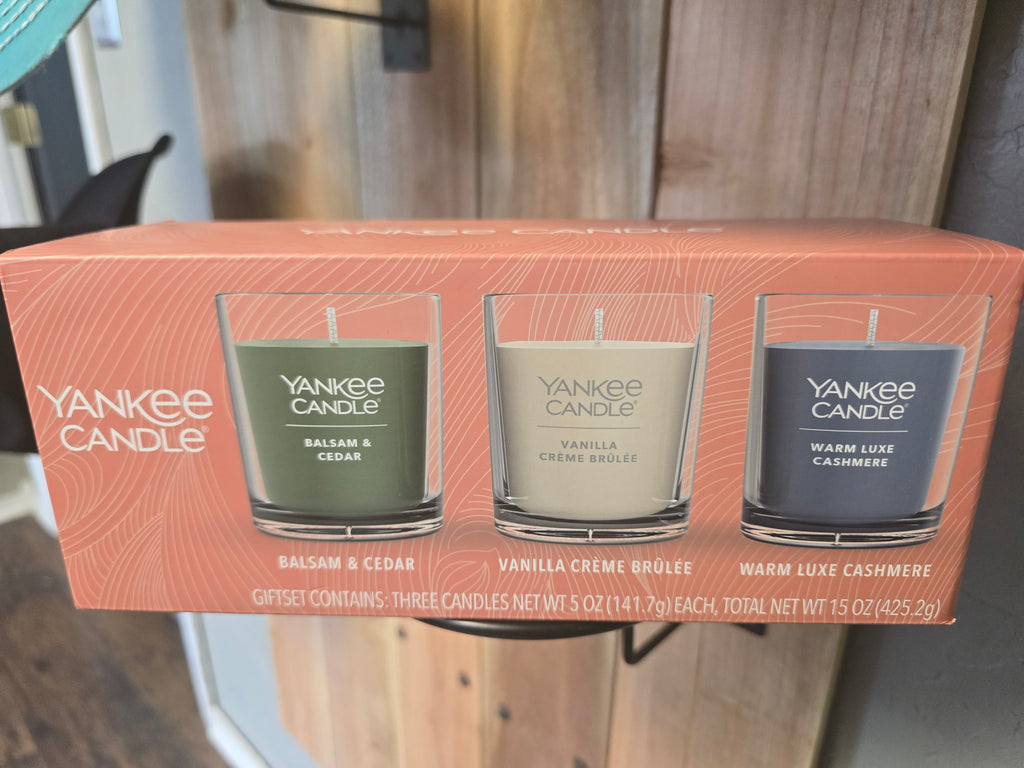 YANKEE CANDLE
YANKEE
CANDLE®
YANKEE
CANDLE®
BALSAM &
CEDAR
YANKEE
CANDLE®
VANILLA
CRÈME BRÛLÉE
YANKEE
CANDLE®
WARM LUXE
CASHMERE
BALSAM & CEDAR
VANILLA CRÈME BRÛLÉE
WARM LUXE CASHMERE
GIFTSET CONTAINS: THREE CANDLES NET WT 5 OZ (141.7g) EACH, TOTAL NET WT 15 OZ (425.2g)